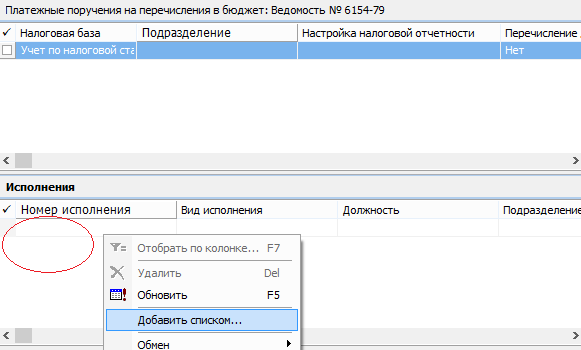 Платежные поручения на перечисления в бюджет: Ведомость № 6154-79
✓ Налоговая база Подразделение Настройка налоговой отчетности Перечисление
Учет по налоговой ста Нет
Исполнения
✓ Номер исполнения Вид исполнения Должность Подразделение
Отобрать по колонке... F7
Удалить Del
Обновить F5
Добавить списком...
Обмен